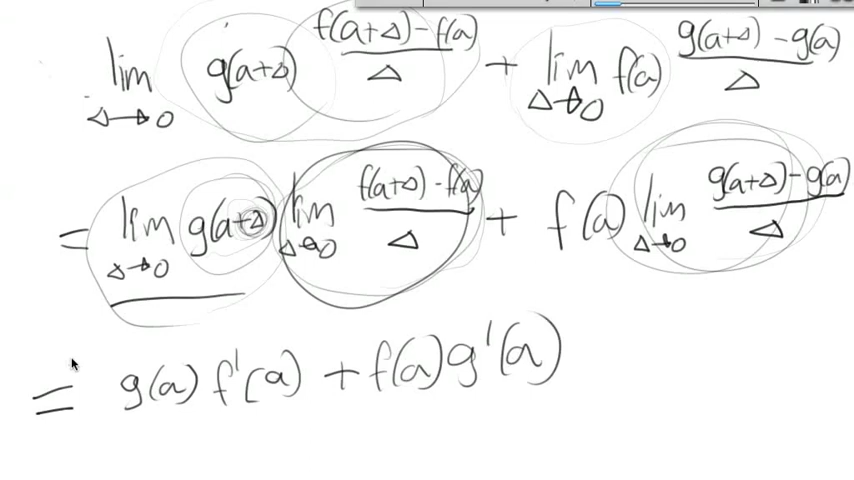 lim Δ→0 g(a+Δ) (f(a+Δ)-f(a))/Δ + lim Δ→0 f(a) (g(a+Δ)-g(a))/Δ
= lim Δ→0 g(a+Δ) lim Δ→0 (f(a+Δ)-f(a))/Δ + f(a) lim Δ→0 (g(a+Δ)-g(a))/Δ
= g(a) f'(a) + f(a) g'(a)